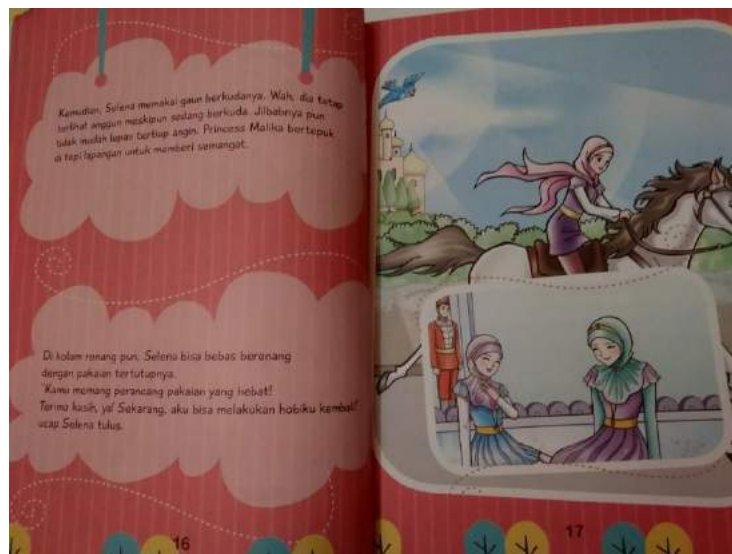 Kemudian, Selena memakai gaun berkudanya. Wah, dia tetap
terlihat anggun meskipun sedang berkuda. Jilbabnya pun
tidak mudah lepas tertiup angin. Princess Malika bertepuk
di tepi lapangan untuk memberi semangat.
Di kolam renang pun, Selena bisa bebas berenang
dengan pakaian tertutupnya.
"Kamu memang perancang pakaian yang hebat!
Terima kasih, ya! Sekarang, aku bisa melakukan hobiku kembali!"
ucap Selena tulus.
16
17